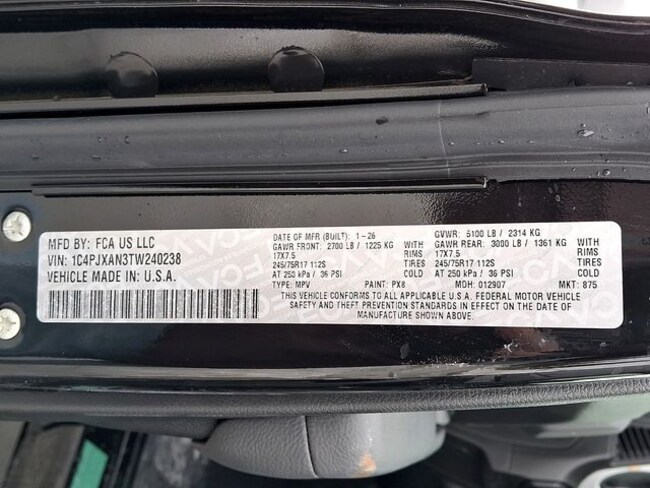 MFD BY: FCA US LLC
VIN: 1C4PJXAN3TW240238
VEHICLE MADE IN U.S.A.
DATE OF MFR (BUILT): 1-26 GVWR: 5100 LB / 2314 KG
GAWR FRONT: 2700 LB / 1225 KG WITH GAWR REAR: 3000 LB / 1361 KG WITH
17X7.5 RIMS 17X7.5 RIMS
245/75R17 112S TIRES 245/75R17 112S TIRES
AT 250 kPa / 36 PSI COLD AT 250 kPa / 36 PSI COLD
TYPE: MPV PAINT: PX8 MDH: 012907 MKT: 875
THIS VEHICLE CONFORMS TO ALL APPLICABLE U.S.A. FEDERAL MOTOR VEHICLE
SAFETY AND THEFT PREVENTION STANDARDS IN EFFECT ON THE DATE OF
MANUFACTURE SHOWN ABOVE.